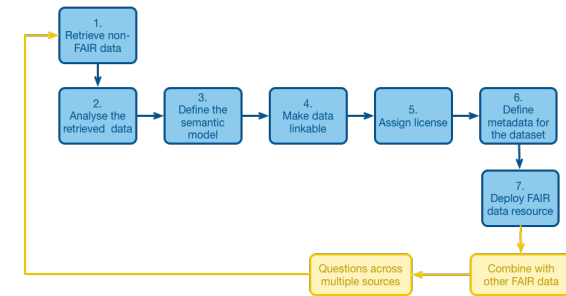 1.
Retrieve non-
FAIR data
2.
Analyse the
retrieved data
3.
Define the
semantic
model
4.
Make data
linkable
5.
Assign license
6.
Define
metadata for
the dataset
7.
Deploy FAIR
data resource
Combine with
other FAIR data
Questions across
multiple sources